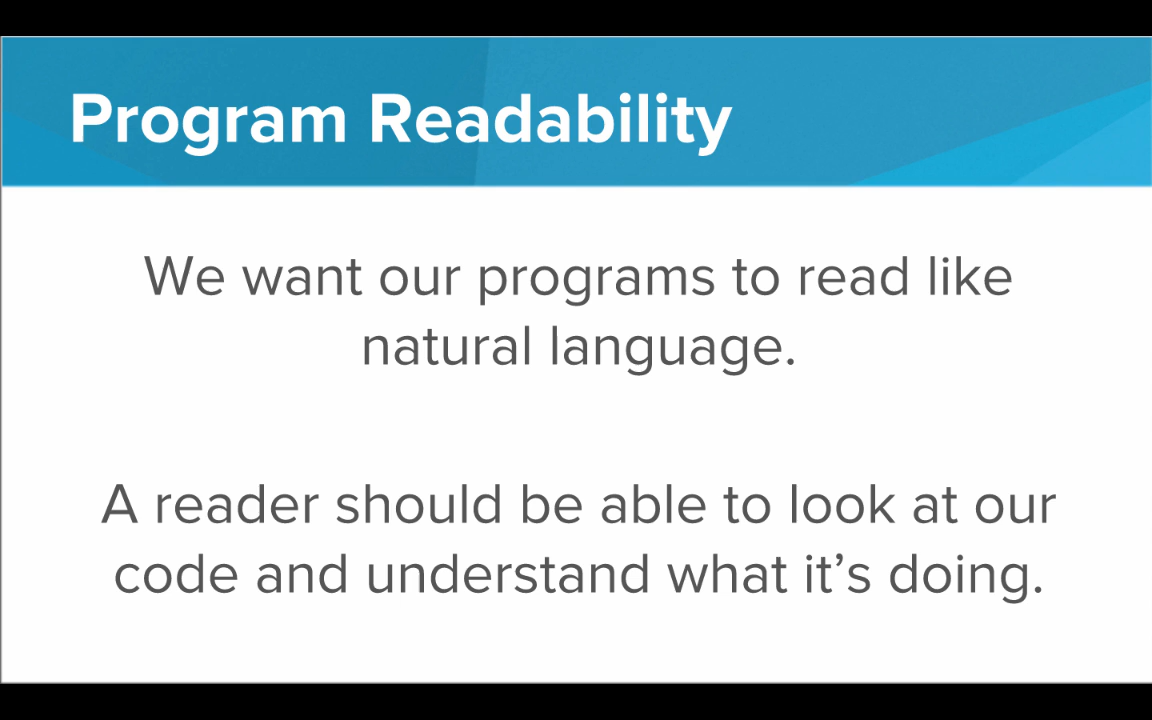 Program Readability
We want our programs to read like
natural language.
A reader should be able to look at our
code and understand what it’s doing.